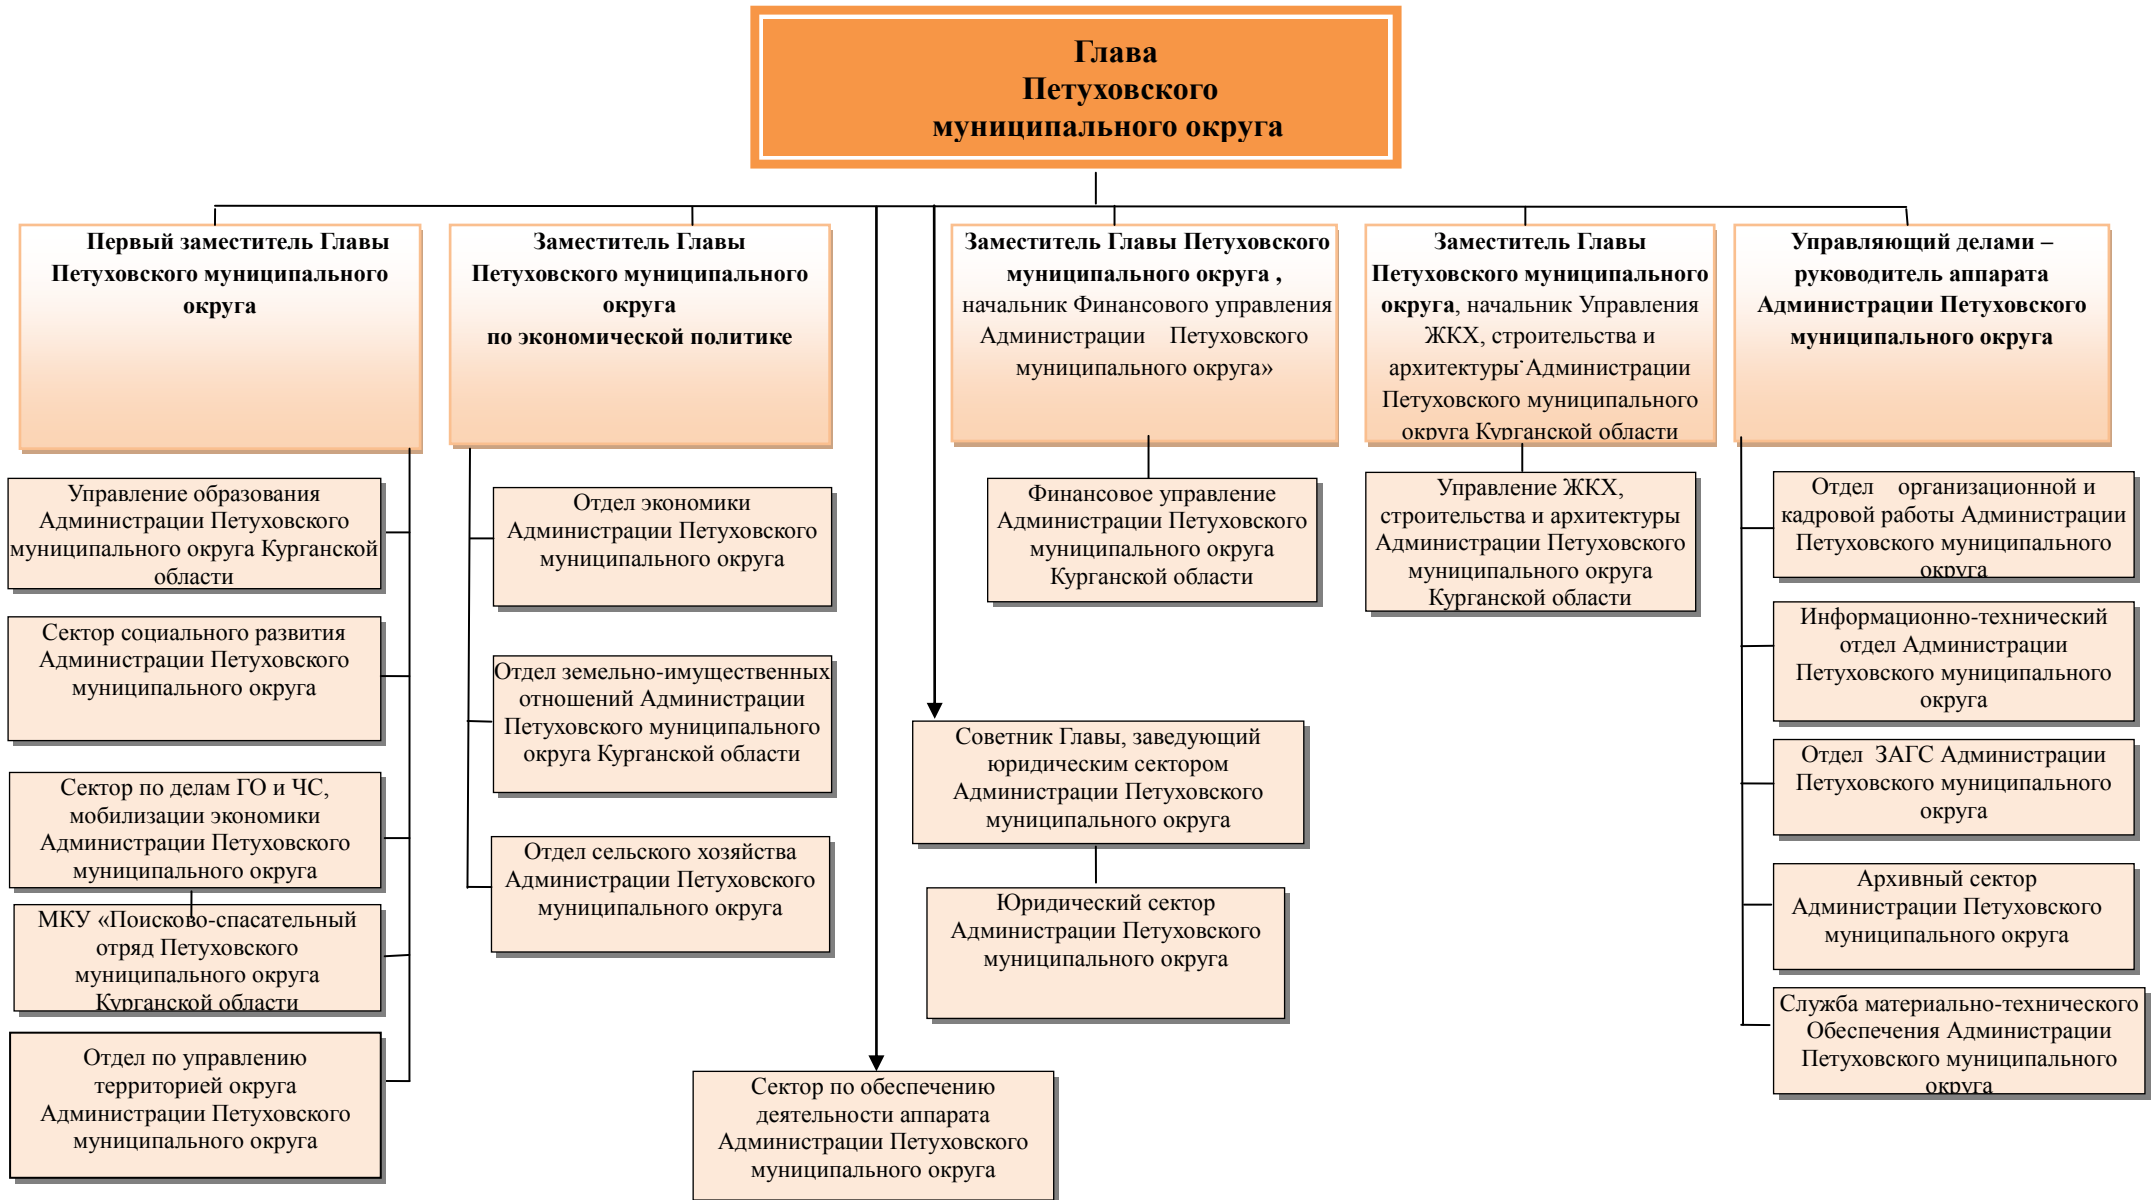 Глава
Петуховского
муниципального округа
Первый заместитель Главы
Петуховского муниципального
округа
Заместитель Главы
Петуховского муниципального
округа
по экономической политике
Заместитель Главы Петуховского
муниципального округа ,
начальник Финансового управления
Администрации Петуховского
муниципального округа»
Заместитель Главы
Петуховского муниципального
округа, начальник Управления
ЖКХ, строительства и
архитектуры Администрации
Петуховского муниципального
округа Курганской области
Управляющий делами –
руководитель аппарата
Администрации Петуховского
муниципального округа
Управление образования
Администрации Петуховского
муниципального округа Курганской
области
Сектор социального развития
Администрации Петуховского
муниципального округа
Сектор по делам ГО и ЧС,
мобилизации экономики
Администрации Петуховского
муниципального округа
МКУ «Поисково-спасательный
отряд Петуховского
муниципального округа
Курганской области
Отдел по управлению
территорией округа
Администрации Петуховского
муниципального округа
Отдел экономики
Администрации Петуховского
муниципального округа
Отдел земельно-имущественных
отношений Администрации
Петуховского муниципального
округа Курганской области
Отдел сельского хозяйства
Администрации Петуховского
муниципального округа
Сектор по обеспечению
деятельности аппарата
Администрации Петуховского
муниципального округа
Советник Главы, заведующий
юридическим сектором
Администрации Петуховского
муниципального округа
Юридический сектор
Администрации Петуховского
муниципального округа
Финансовое управление
Администрации Петуховского
муниципального округа
Курганской области
Управление ЖКХ,
строительства и архитектуры
Администрации Петуховского
муниципального округа
Курганской области
Отдел организационной и
кадровой работы Администрации
Петуховского муниципального
округа
Информационно-технический
отдел Администрации
Петуховского муниципального
округа
Отдел ЗАГС Администрации
Петуховского муниципального
округа
Архивный сектор
Администрации Петуховского
муниципального округа
Служба материально-технического
Обеспечения Администрации
Петуховского муниципального
округа